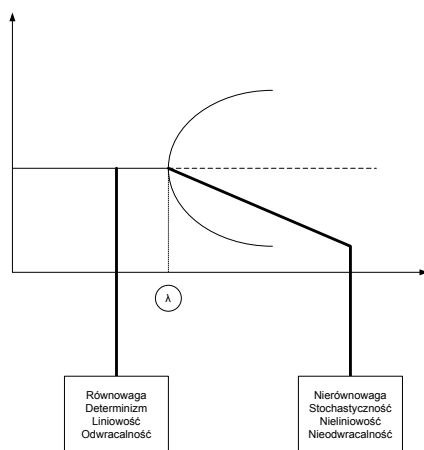 λ
Równowaga
Determinizm
Liniowość
Odwracalność
Nierównowaga
Stochastyczność
Nieliniowość
Nieodwracalność